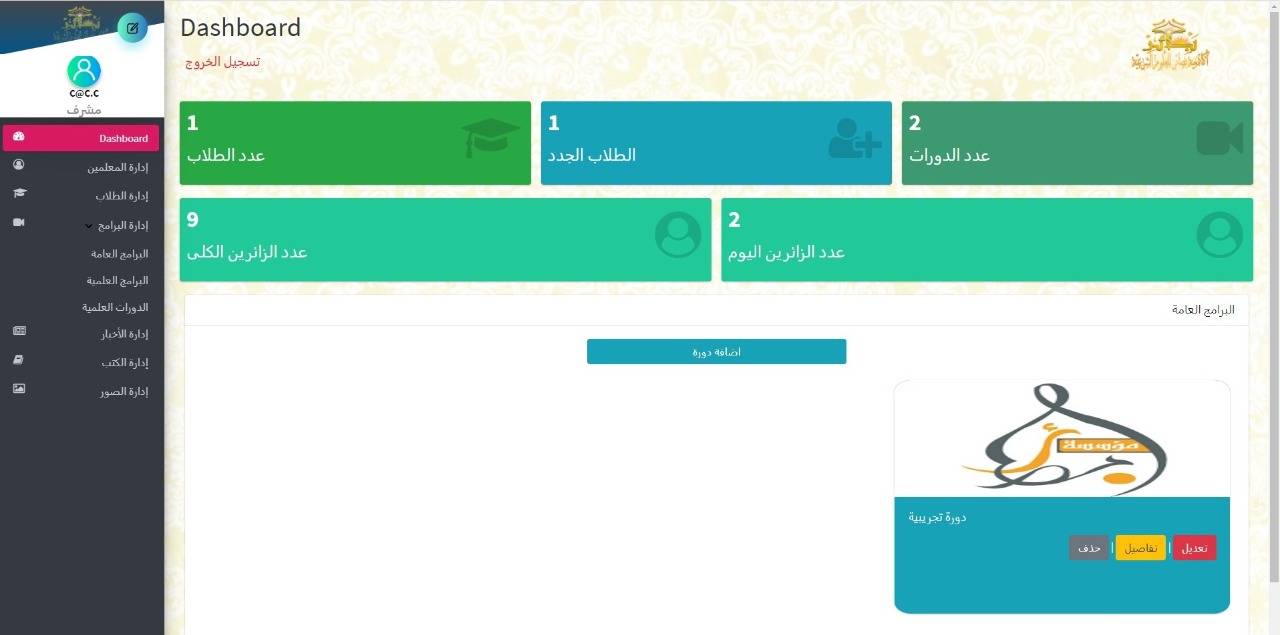 Dashboard
تسجيل الخروج
C@C.C
مشرف
Dashboard
إدارة المعلمين
إدارة الطلاب
إدارة البرامج
البرامج العامة
البرامج العلمية
الدورات العلمية
إدارة الأخبار
إدارة الكتب
إدارة الصور
2
عدد الدورات
1
الطلاب الجدد
1
عدد الطلاب
2
عدد الزائرين اليوم
9
عدد الزائرين الكلى
البرامج العامة
اضافة دورة
مؤسسة
دورة تجريبية
تعديل | تفاصيل | حذف